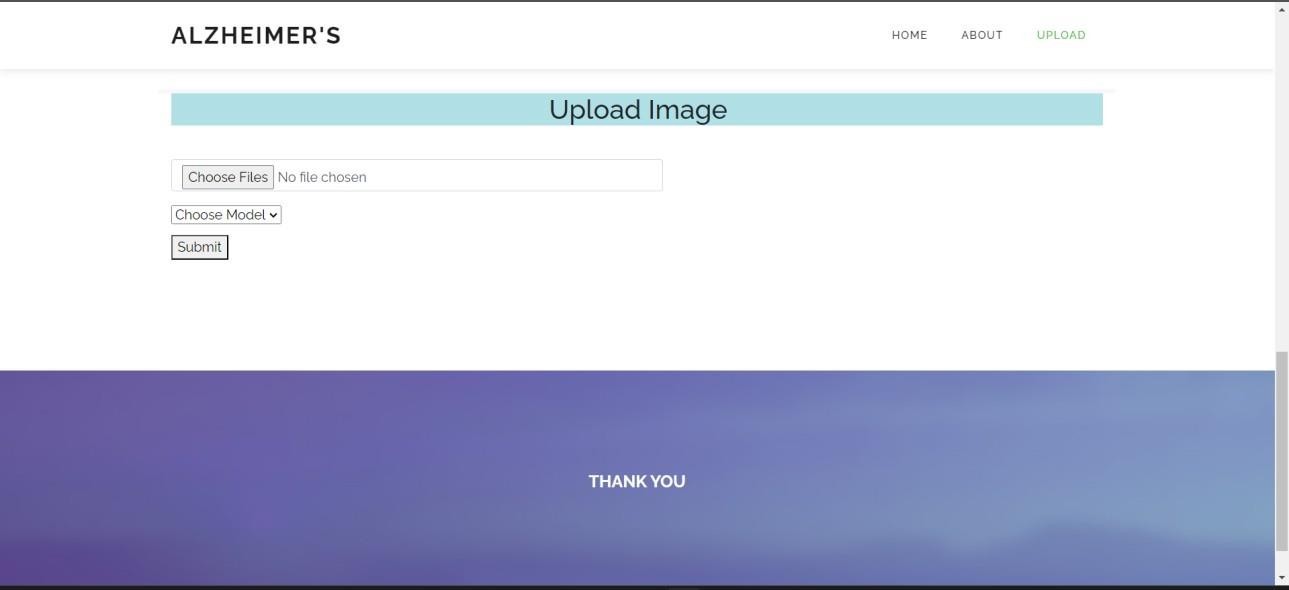 ALZHEIMER'S
HOME ABOUT UPLOAD
Upload Image
Choose Files No file chosen
Choose Model
Submit
THANK YOU